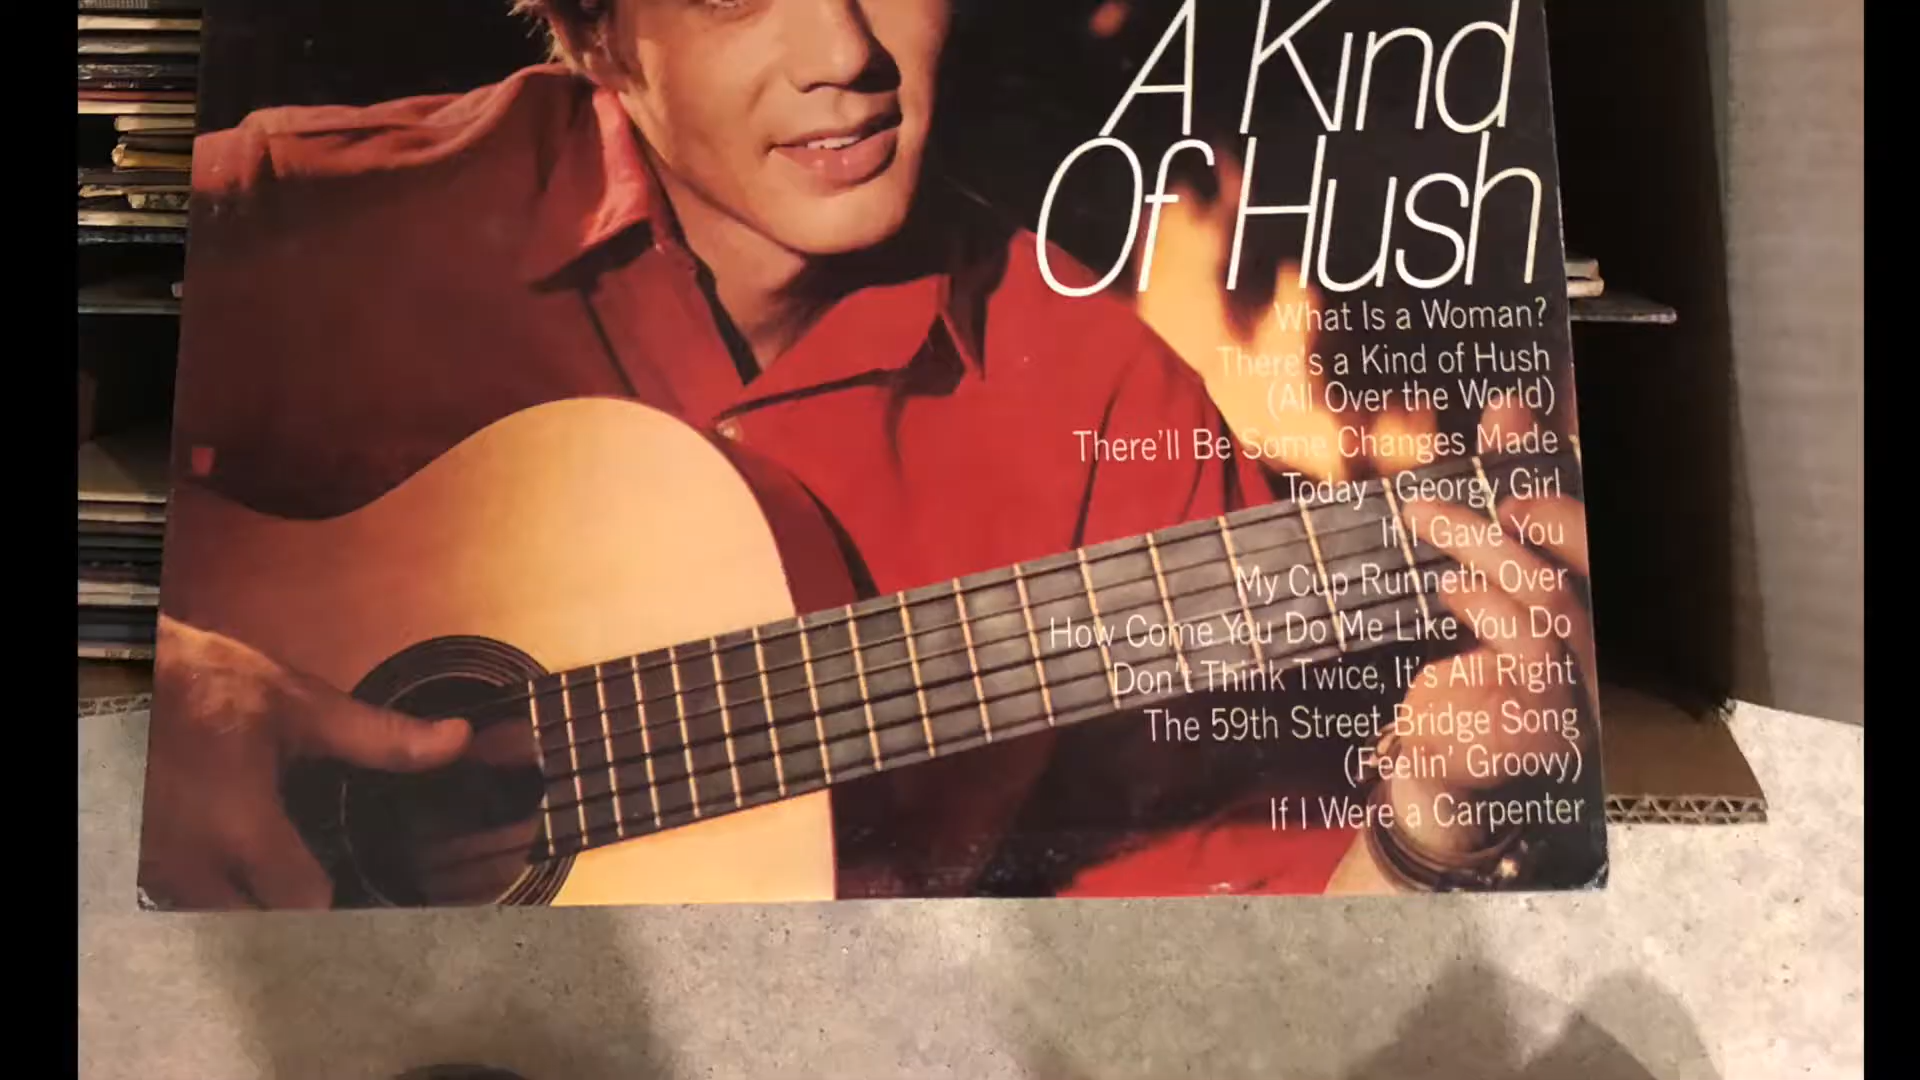 A Kind
Of Hush
What Is a Woman?
There's a Kind of Hush
(All Over the World)
There'll Be Some Changes Made
Today · Georgy Girl
If I Gave You
My Cup Runneth Over
How Come You Do Me Like You Do
Don't Think Twice, It's All Right
The 59th Street Bridge Song
(Feelin' Groovy)
If I Were a Carpenter